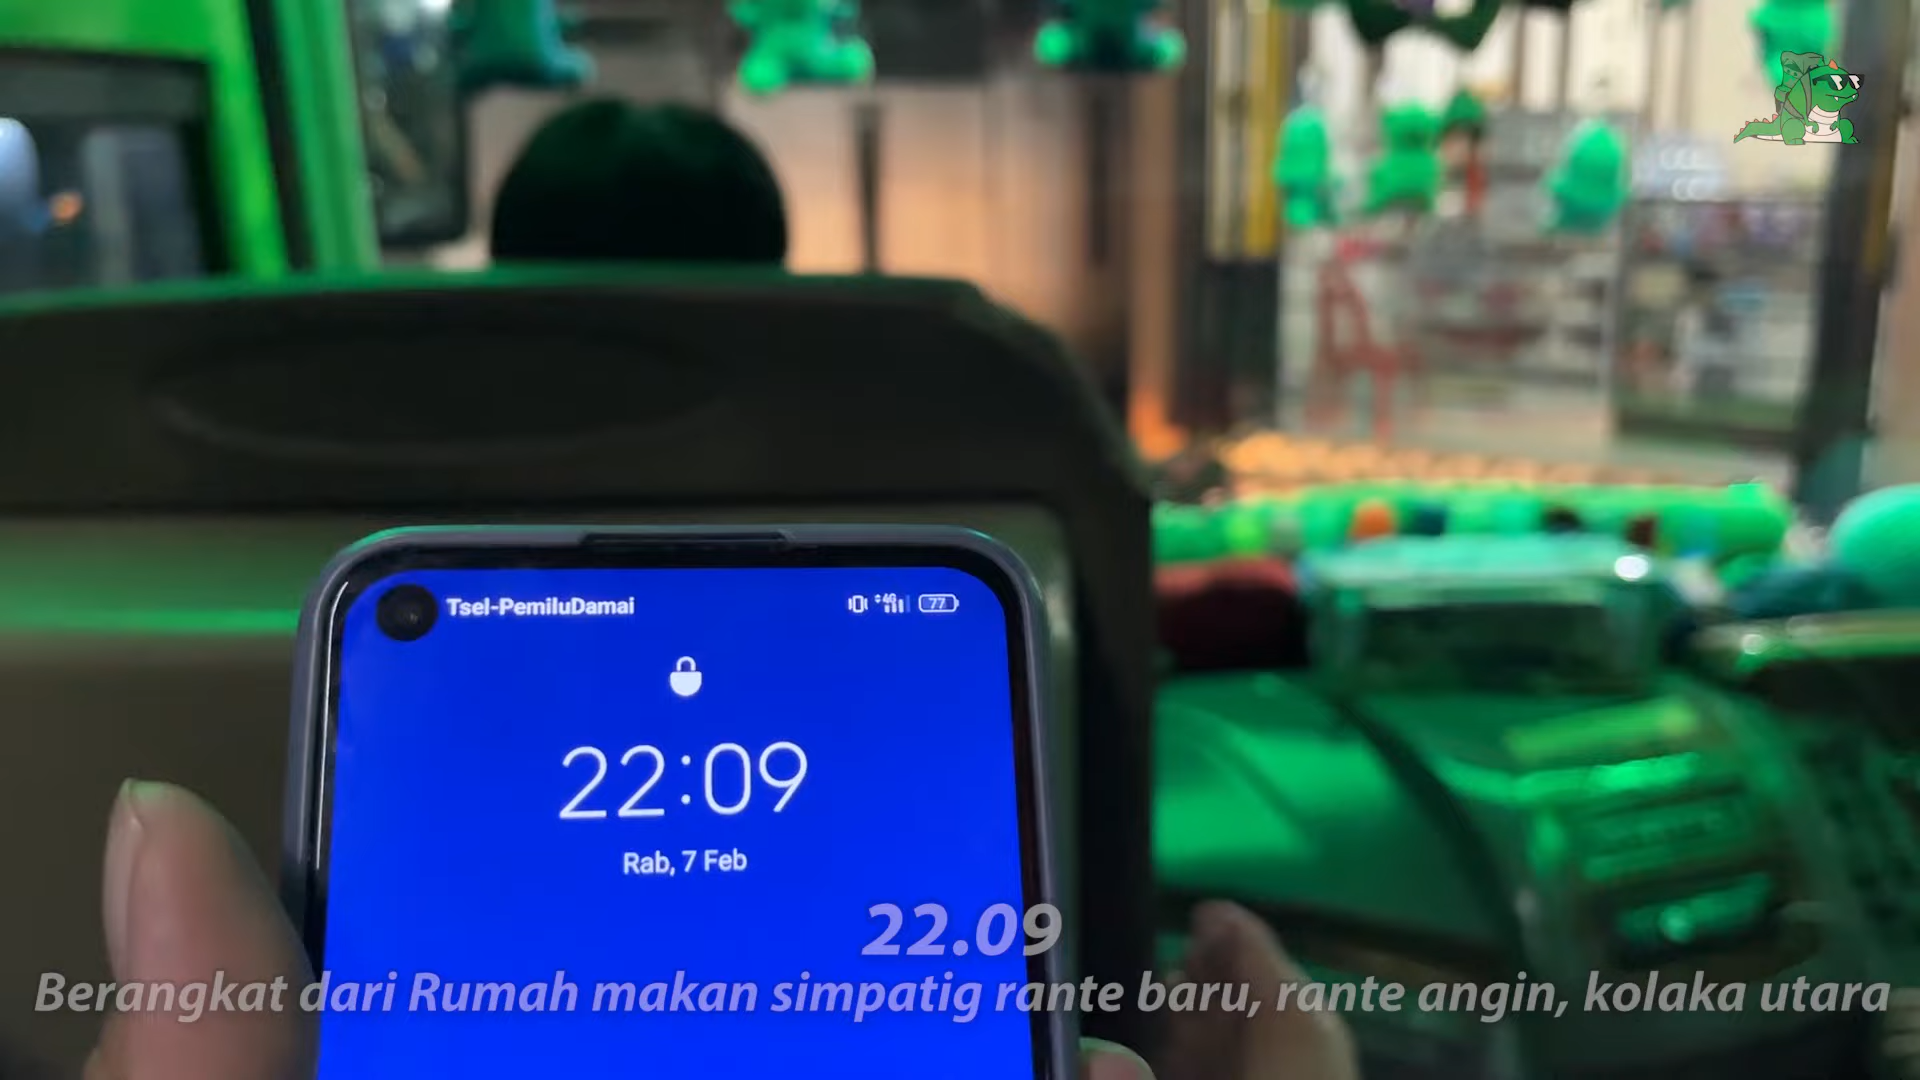 Tsel-PemiluDamai
4G 77
22:09
Rab, 7 Feb
22.09
Berangkat dari Rumah makan simpatig rante baru, rante angin, kolaka utara